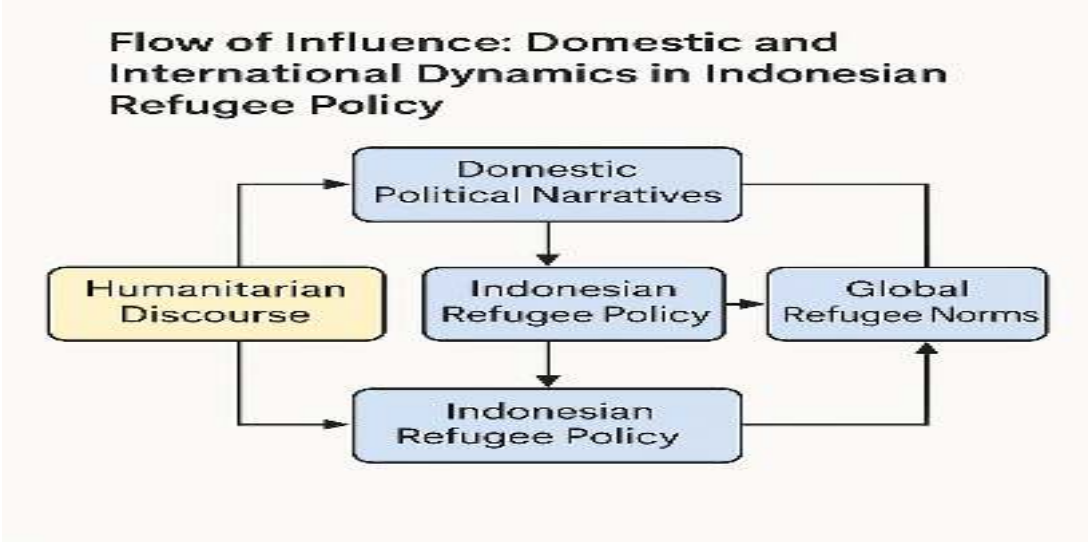 Flow of Influence: Domestic and
International Dynamics in Indonesian
Refugee Policy
Domestic
Political Narratives
Humanitarian
Discourse
Indonesian
Refugee Policy
Global
Refugee Norms
Indonesian
Refugee Policy